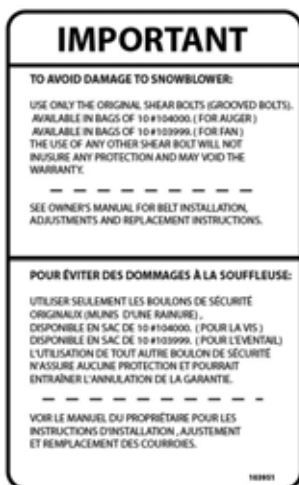 IMPORTANT
TO AVOID DAMAGE TO SNOWBLOWER:
USE ONLY THE ORIGINAL SHEAR BOLTS (GROOVED BOLTS).
AVAILABLE IN BAGS OF 10 #104000. ( FOR AUGER )
AVAILABLE IN BAGS OF 10 #103999. ( FOR FAN )
THE USE OF ANY OTHER SHEAR BOLT WILL NOT
INUSURE ANY PROTECTION AND MAY VOID THE
WARRANTY.
SEE OWNER'S MANUAL FOR BELT INSTALLATION,
ADJUSTMENTS AND REPLACEMENT INSTRUCTIONS.
POUR ÉVITER DES DOMMAGES À LA SOUFFLEUSE:
UTILISER SEULEMENT LES BOULONS DE SÉCURITÉ
ORIGINAUX (MUNIS D'UNE RAINURE) ,
DISPONIBLE EN SAC DE 10 #104000. ( POUR LA VIS )
DISPONIBLE EN SAC DE 10 #103999. ( POUR L'EVENTAIL)
L'UTILISATION DE TOUT AUTRE BOULON DE SÉCURITÉ
N'ASSURE AUCUNE PROTECTION ET POURRAIT
ENTRAÎNER L'ANNULATION DE LA GARANTIE.
VOIR LE MANUEL DU PROPRIÉTAIRE POUR LES
INSTRUCTIONS D'INSTALLATION , AJUSTEMENT
ET REMPLACEMENT DES COURROIES.
103951